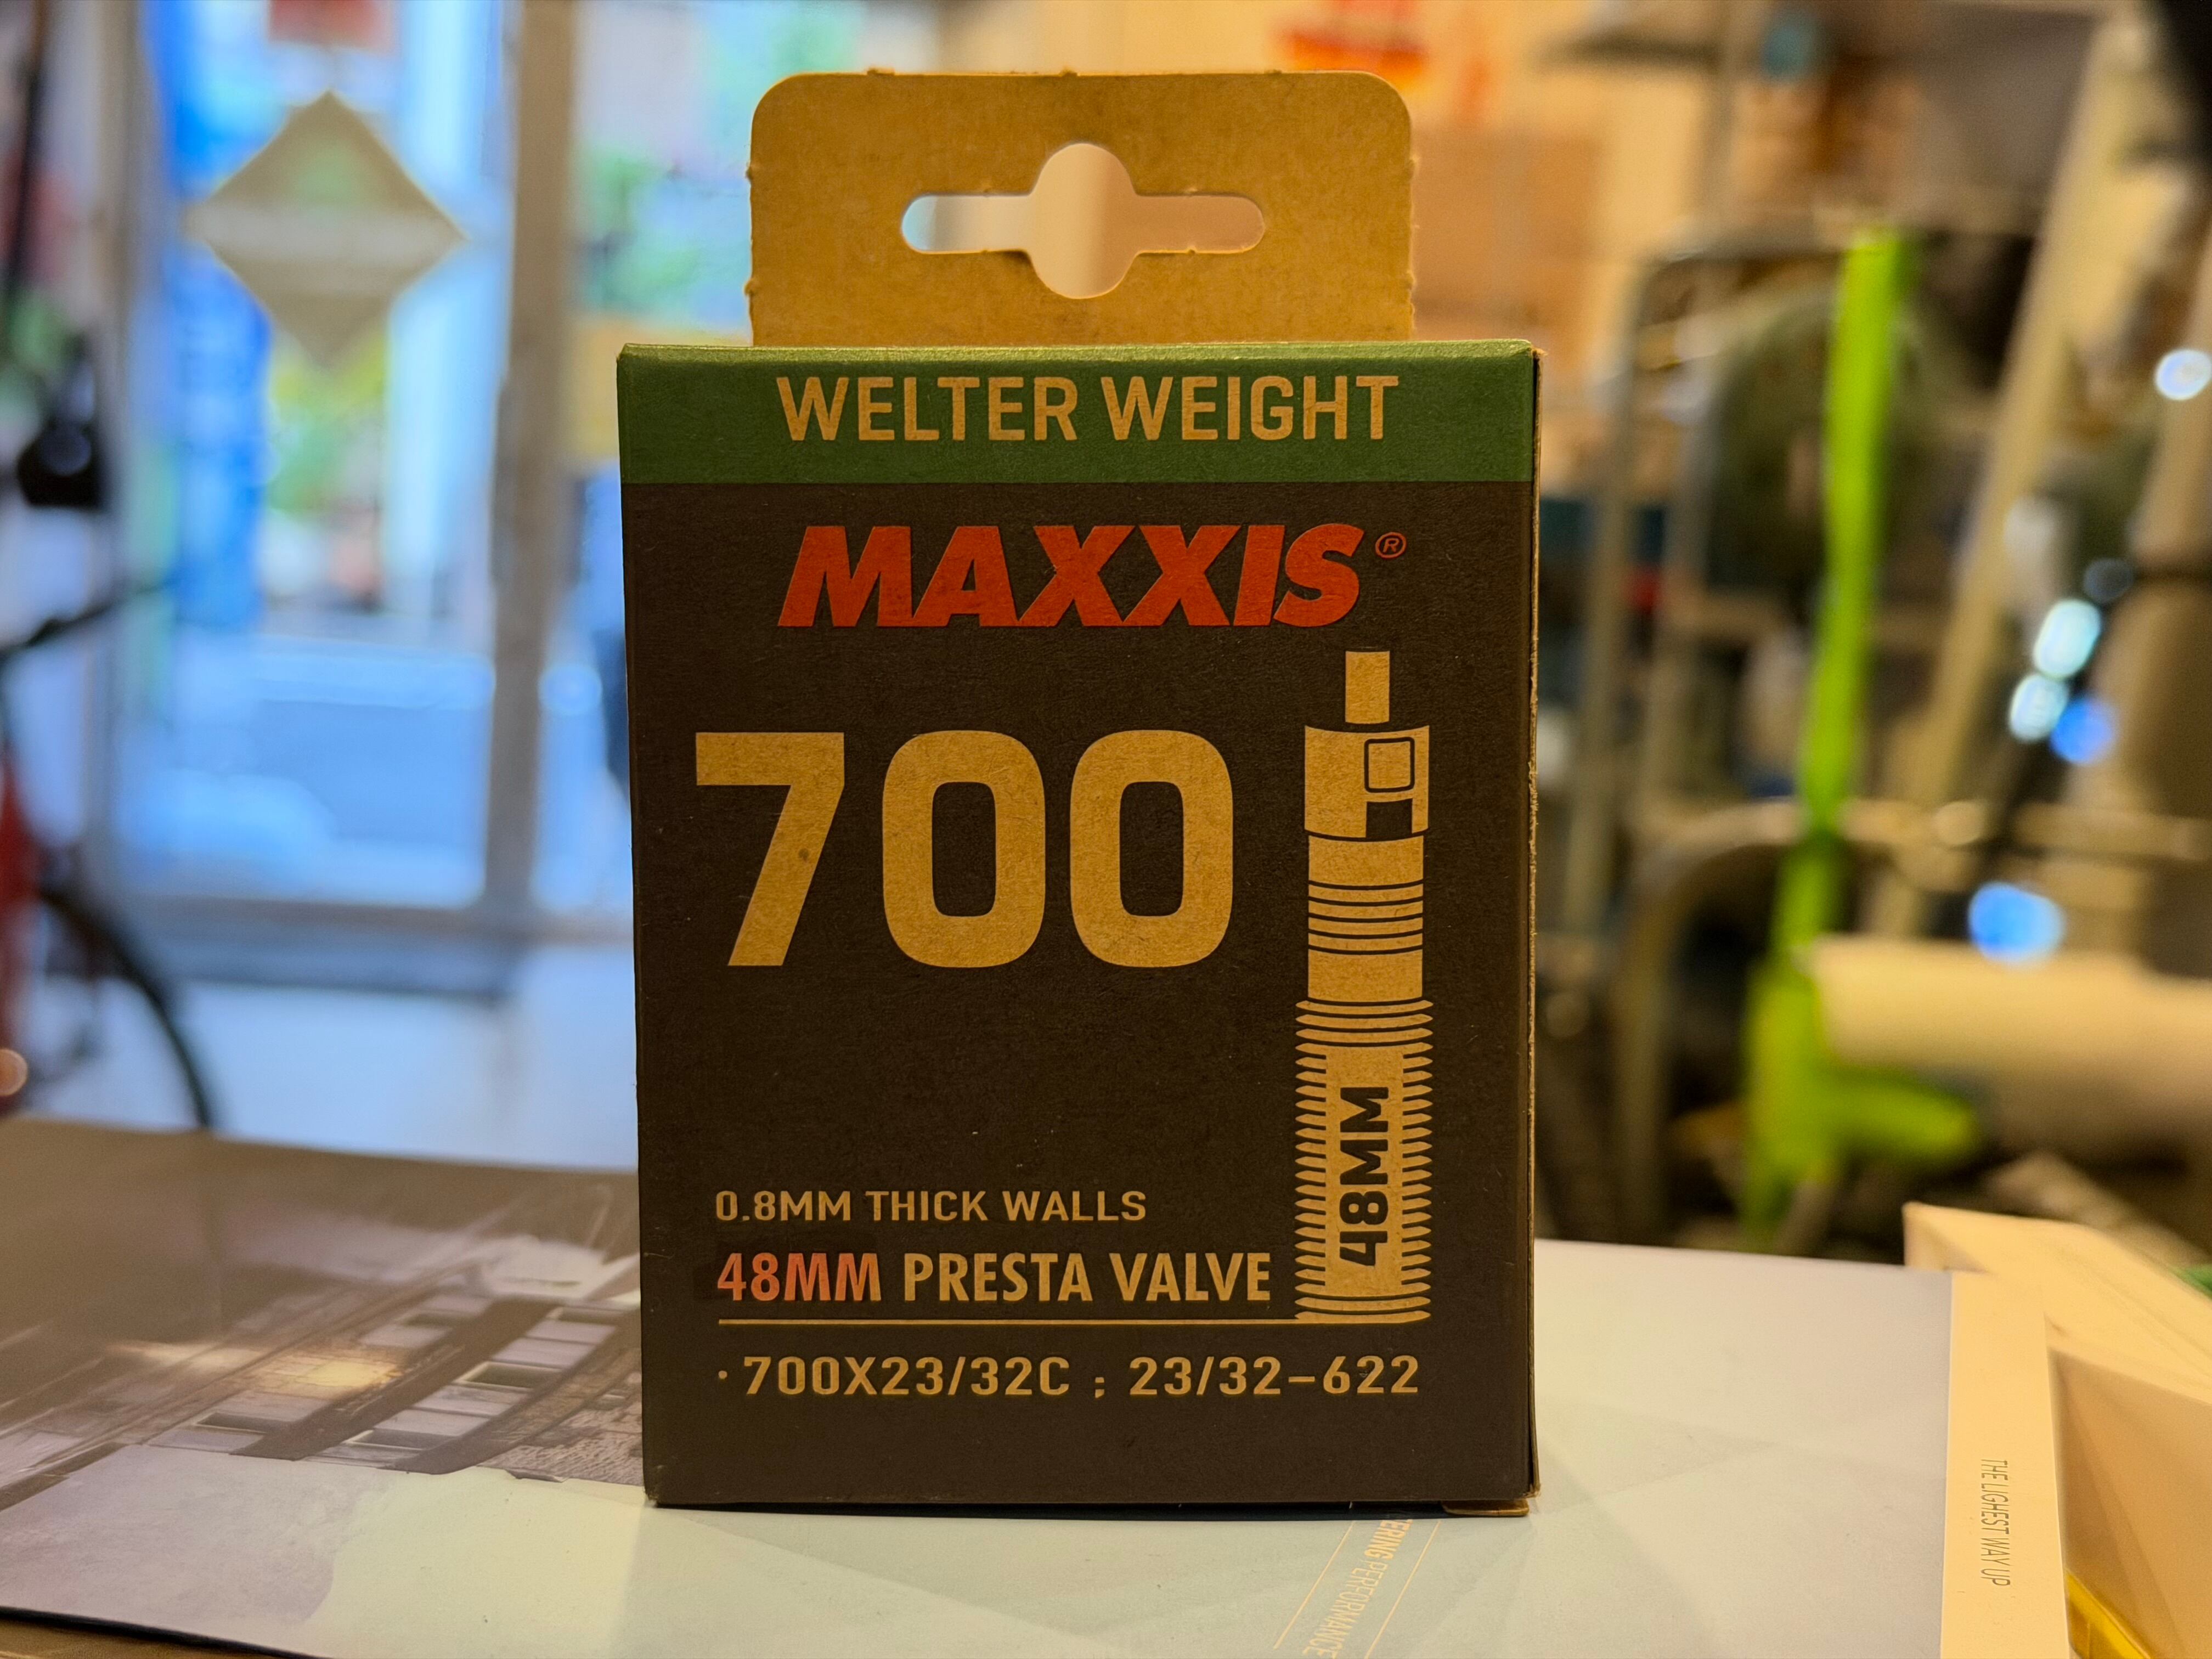 WELTER WEIGHT
MAXXIS®
700
48MM
0.8MM THICK WALLS
48MM PRESTA VALVE
· 700X23/32C ; 23/32-622
THE LIGHTEST WAY UP
PERFORMANCE